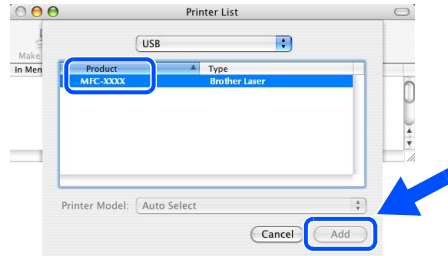 Printer List
USB
Make
In Men
Product Type
MFC-XXXX Brother Laser
Printer Model: Auto Select
Cancel Add